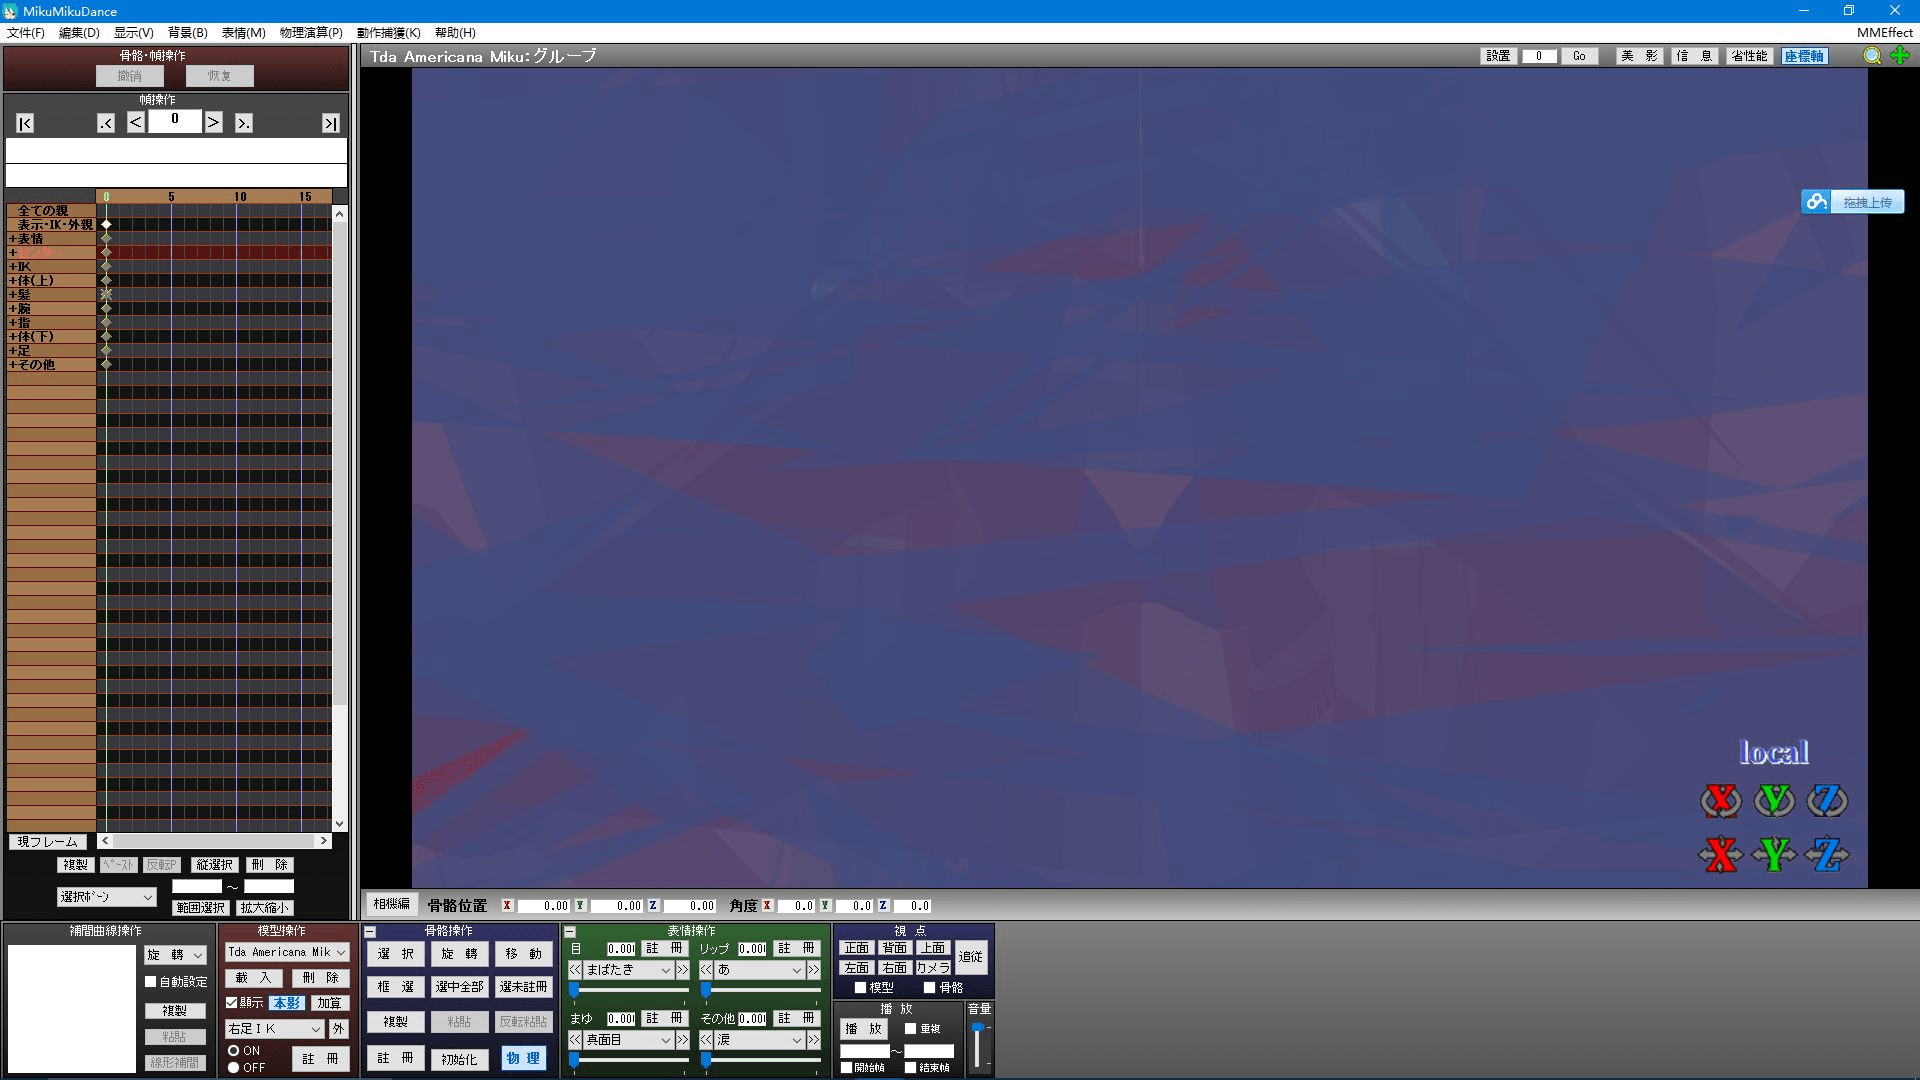 MikuMikuDance
文件(F) 編集(D) 显示(V) 背景(B) 表情(M) 物理演算(P) 動作捕獲(K) 帮助(H)
MMEffect
骨骼·幀操作
撤消 恢复
幀操作
|< .< < 0 > >. >|
0 5 10 15
全ての親
表示·IK·外親
+表情
+IK
+体(上)
+髪
+腕
+指
+体(下)
+足
+その他
現フレーム
複製 ﾍﾟｰｽﾄ 反転P 縦選択 刪 除
選択ﾎﾞｰﾝ ～
範囲選択 拡大縮小
Tda Americana Miku:グループ
設置 0 Go 美 影 信 息 省性能 座標軸
拖拽上传
local
X Y Z
X Y Z
相機編 骨骼位置 X 0.00 Y 0.00 Z 0.00 角度 X 0.0 Y 0.0 Z 0.0
補間曲線操作
旋 轉
自動設定
複製
粘貼
線形補間
模型操作
Tda Americana Mik
載 入 刪 除
顯示 本影 加算
右足ＩＫ 外
ON
OFF
註 冊
骨骼操作
選 択 旋 轉 移 動
框 選 選中全部 選未註冊
複製 粘貼 反転粘貼
註 冊 初始化 物 理
表情操作
目 0.00 註 冊 リップ 0.00 註 冊
まばたき あ
まゆ 0.00 註 冊 その他 0.00 註 冊
真面目 涙
視 点
正面 背面 上面 追従
左面 右面 カメラ
模型 骨骼
播 放
播 放 重複
～
開始幀 結束幀
音量